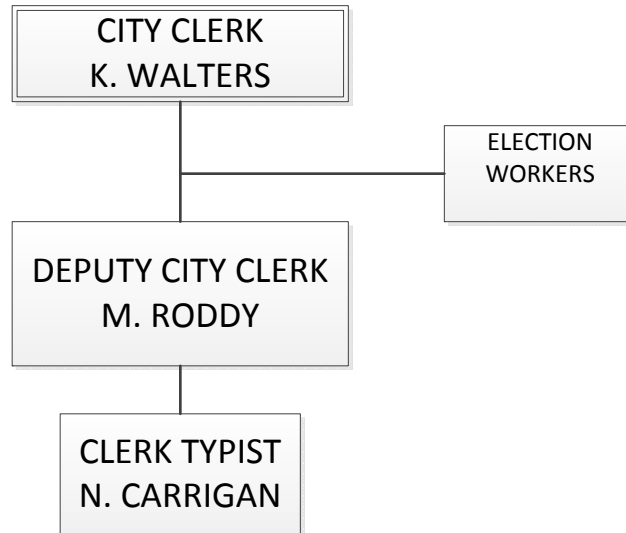 CITY CLERK
K. WALTERS
ELECTION
WORKERS
DEPUTY CITY CLERK
M. RODDY
CLERK TYPIST
N. CARRIGAN